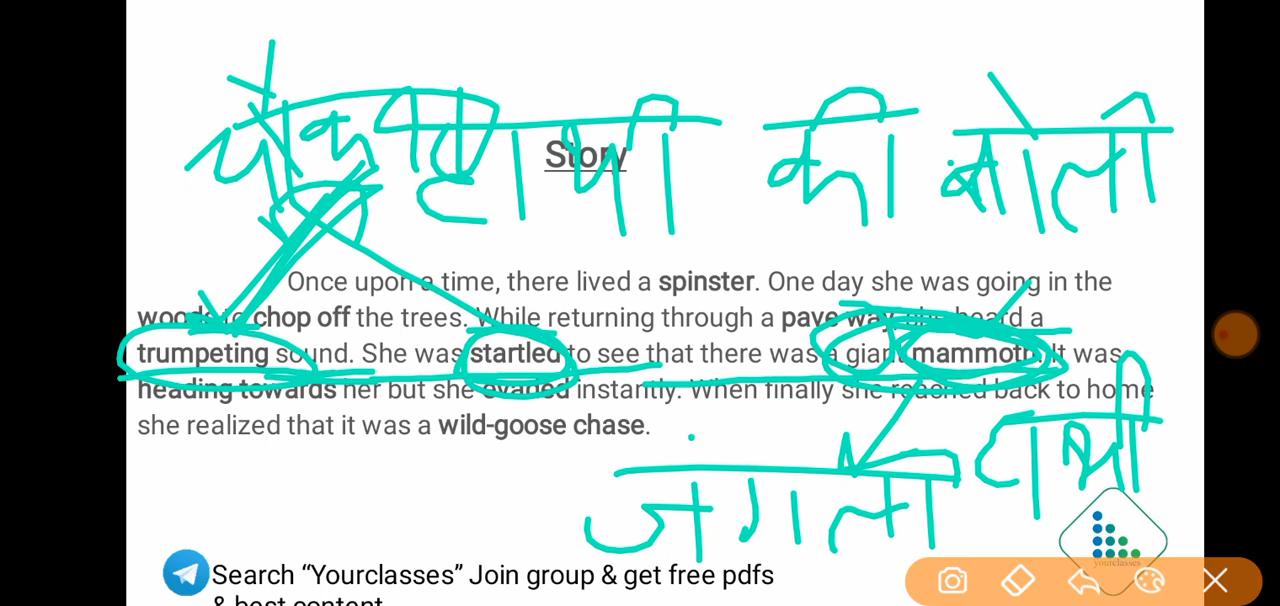 चौंक हाथी की बोली
Story
Once upon a time, there lived a spinster. One day she was going in the
woods to chop off the trees. While returning through a pave way she heard a
trumpeting sound. She was startled to see that there was a giant mammoth. It was
heading towards her but she evaded instantly. When finally she reached back to home
she realized that it was a wild-goose chase.
जंगली
yourclasses
Search “Yourclasses” Join group & get free pdfs
& best content